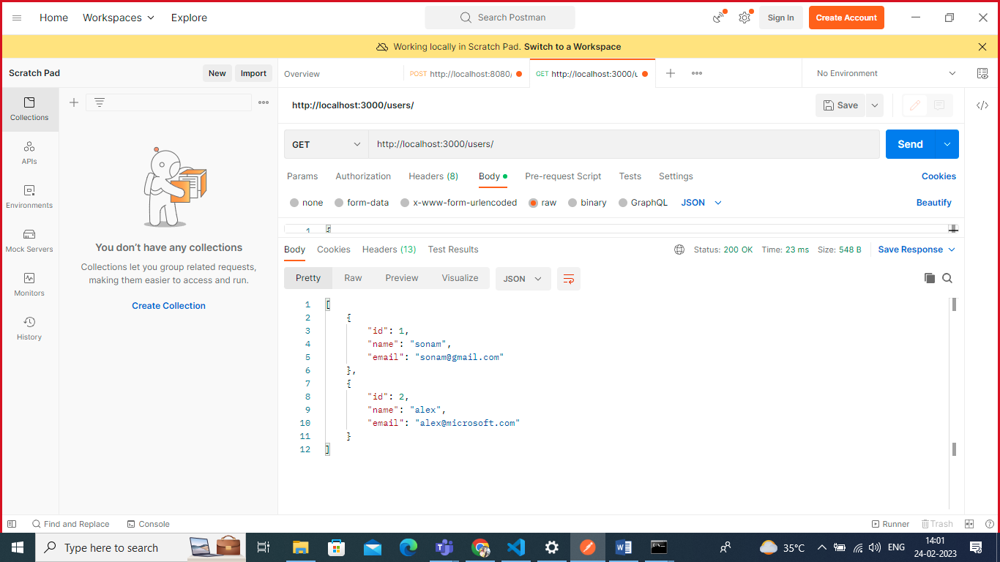 Home Workspaces Explore Search Postman Sign In Create Account
Working locally in Scratch Pad. Switch to a Workspace
Scratch Pad New Import Overview POST http://localhost:8080/ GET http://localhost:3000/u No Environment
http://localhost:3000/users/ Save
Collections
GET http://localhost:3000/users/ Send
APIs
Params Authorization Headers (8) Body Pre-request Script Tests Settings Cookies
Environments
none form-data x-www-form-urlencoded raw binary GraphQL JSON Beautify
1 {
Mock Servers
You don't have any collections
Body Cookies Headers (13) Test Results Status: 200 OK Time: 23 ms Size: 548 B Save Response
Collections let you group related requests,
making them easier to access and run.
Pretty Raw Preview Visualize JSON
Monitors
Create Collection
History
1 [
2 {
3 "id": 1,
4 "name": "sonam",
5 "email": "sonam@gmail.com"
6 },
7 {
8 "id": 2,
9 "name": "alex",
10 "email": "alex@microsoft.com"
11 }
12 ]
Find and Replace Console Runner Trash
Type here to search 35°C ENG 14:01
24-02-2023